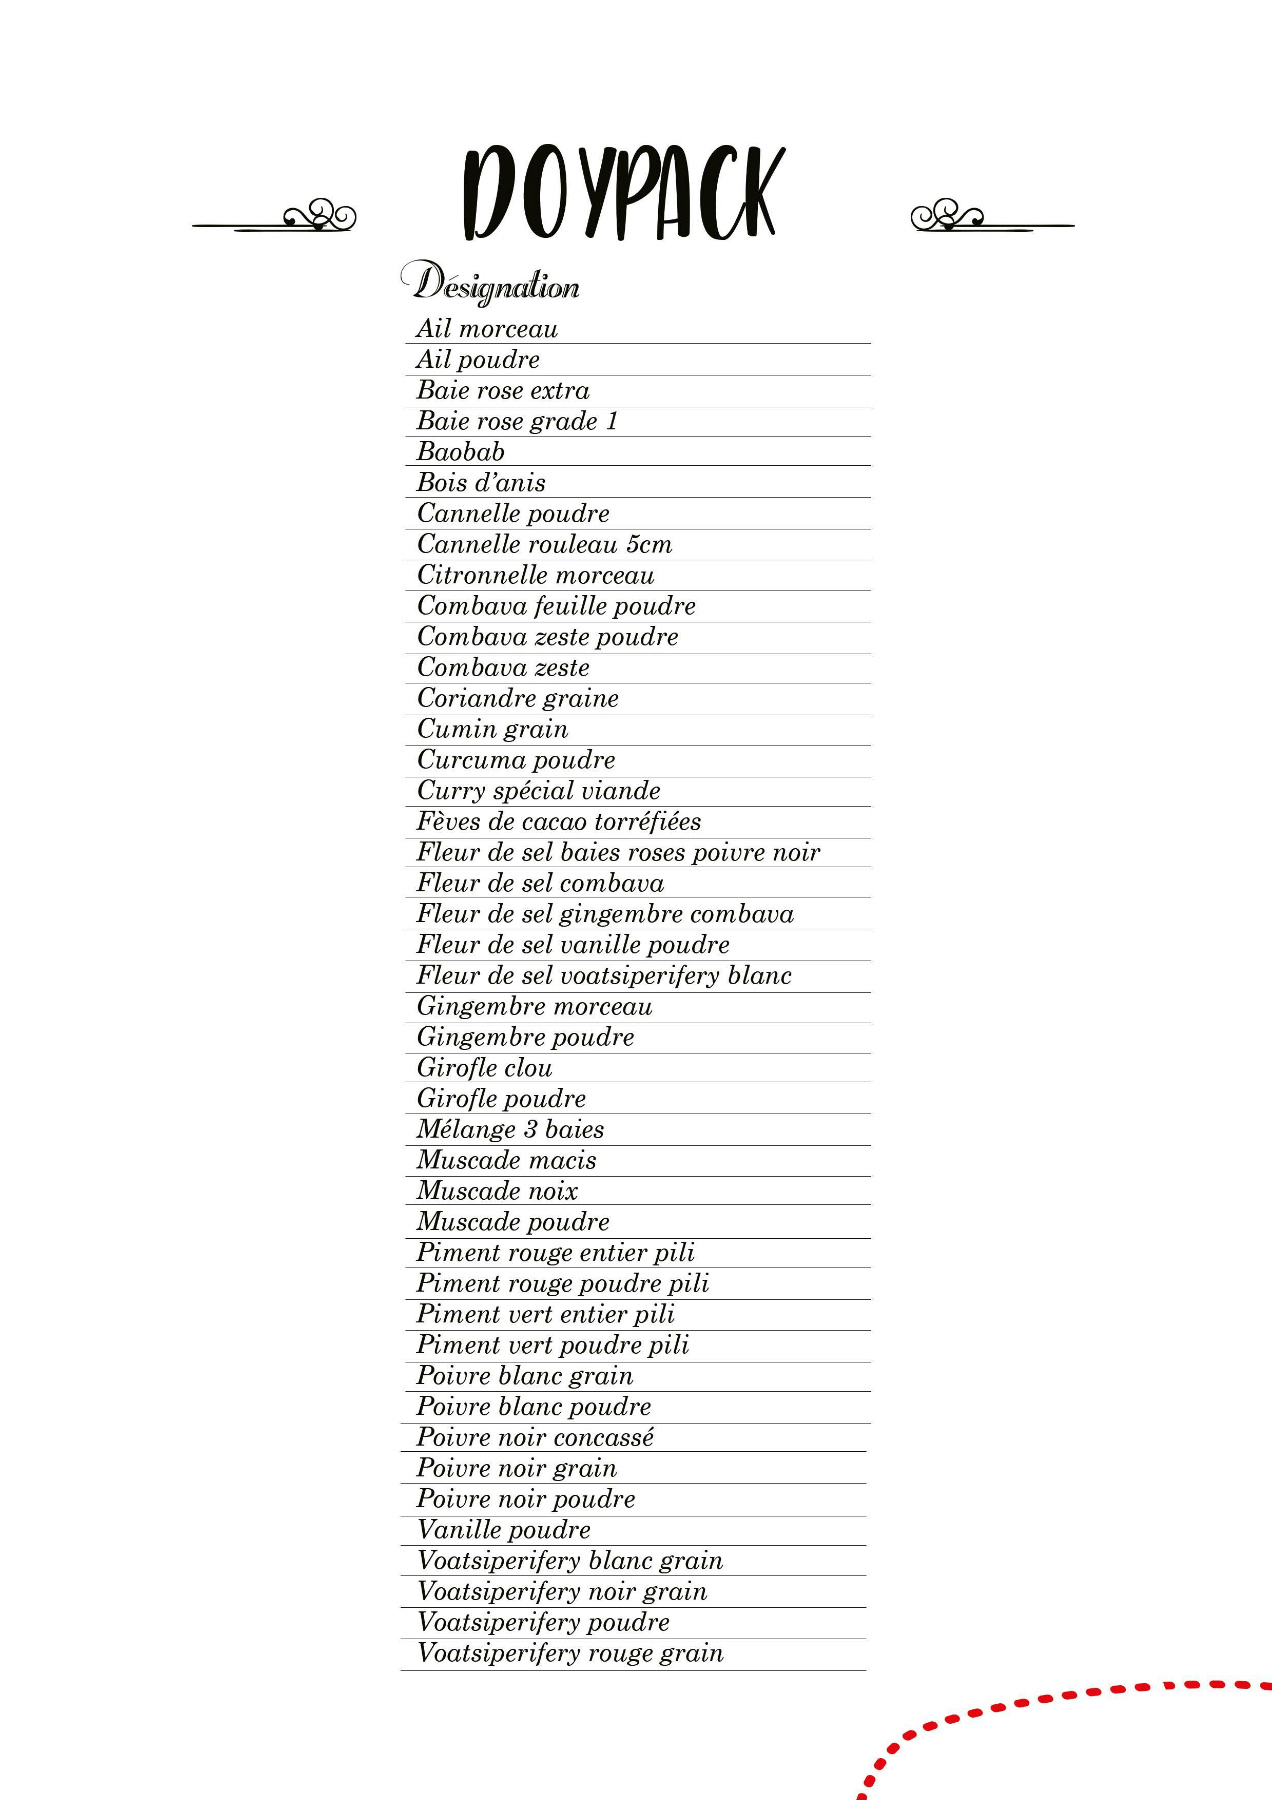 DOYPACK
Désignation
Ail morceau
Ail poudre
Baie rose extra
Baie rose grade 1
Baobab
Bois d’anis
Cannelle poudre
Cannelle rouleau 5cm
Citronnelle morceau
Combava feuille poudre
Combava zeste poudre
Combava zeste
Coriandre graine
Cumin grain
Curcuma poudre
Curry spécial viande
Fèves de cacao torréfiées
Fleur de sel baies roses poivre noir
Fleur de sel combava
Fleur de sel gingembre combava
Fleur de sel vanille poudre
Fleur de sel voatsiperifery blanc
Gingembre morceau
Gingembre poudre
Girofle clou
Girofle poudre
Mélange 3 baies
Muscade macis
Muscade noix
Muscade poudre
Piment rouge entier pili
Piment rouge poudre pili
Piment vert entier pili
Piment vert poudre pili
Poivre blanc grain
Poivre blanc poudre
Poivre noir concassé
Poivre noir grain
Poivre noir poudre
Vanille poudre
Voatsiperifery blanc grain
Voatsiperifery noir grain
Voatsiperifery poudre
Voatsiperifery rouge grain